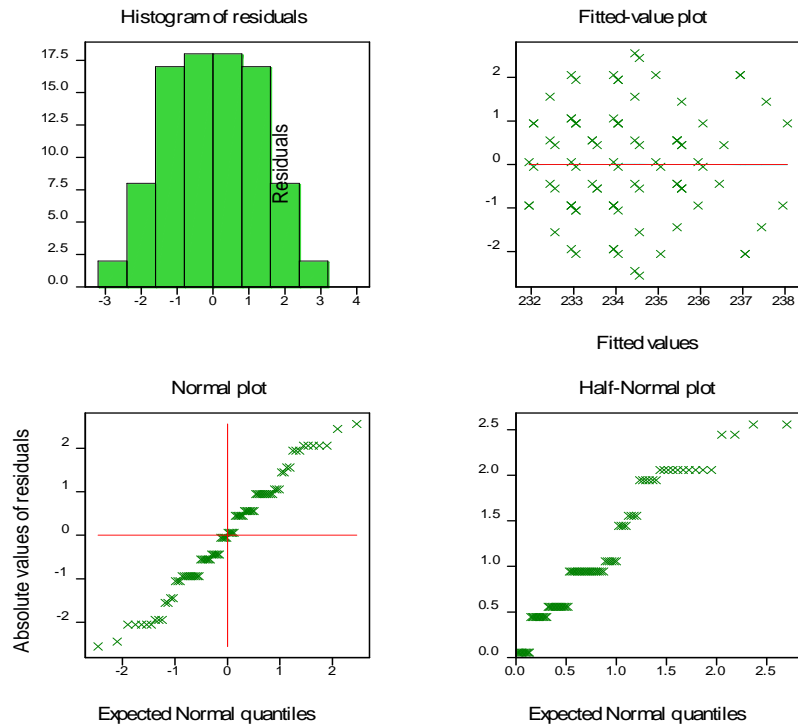 Histogram of residuals
17.5
15.0
12.5
10.0
7.5
5.0
2.5
0.0
-3 -2 -1 0 1 2 3 4
Fitted-value plot
Residuals
2
1
0
-1
-2
232 233 234 235 236 237 238
Fitted values
Normal plot
Absolute values of residuals
2
1
0
-1
-2
-2 -1 0 1 2
Expected Normal quantiles
Half-Normal plot
2.5
2.0
1.5
1.0
0.5
0.0
0.0 0.5 1.0 1.5 2.0 2.5
Expected Normal quantiles